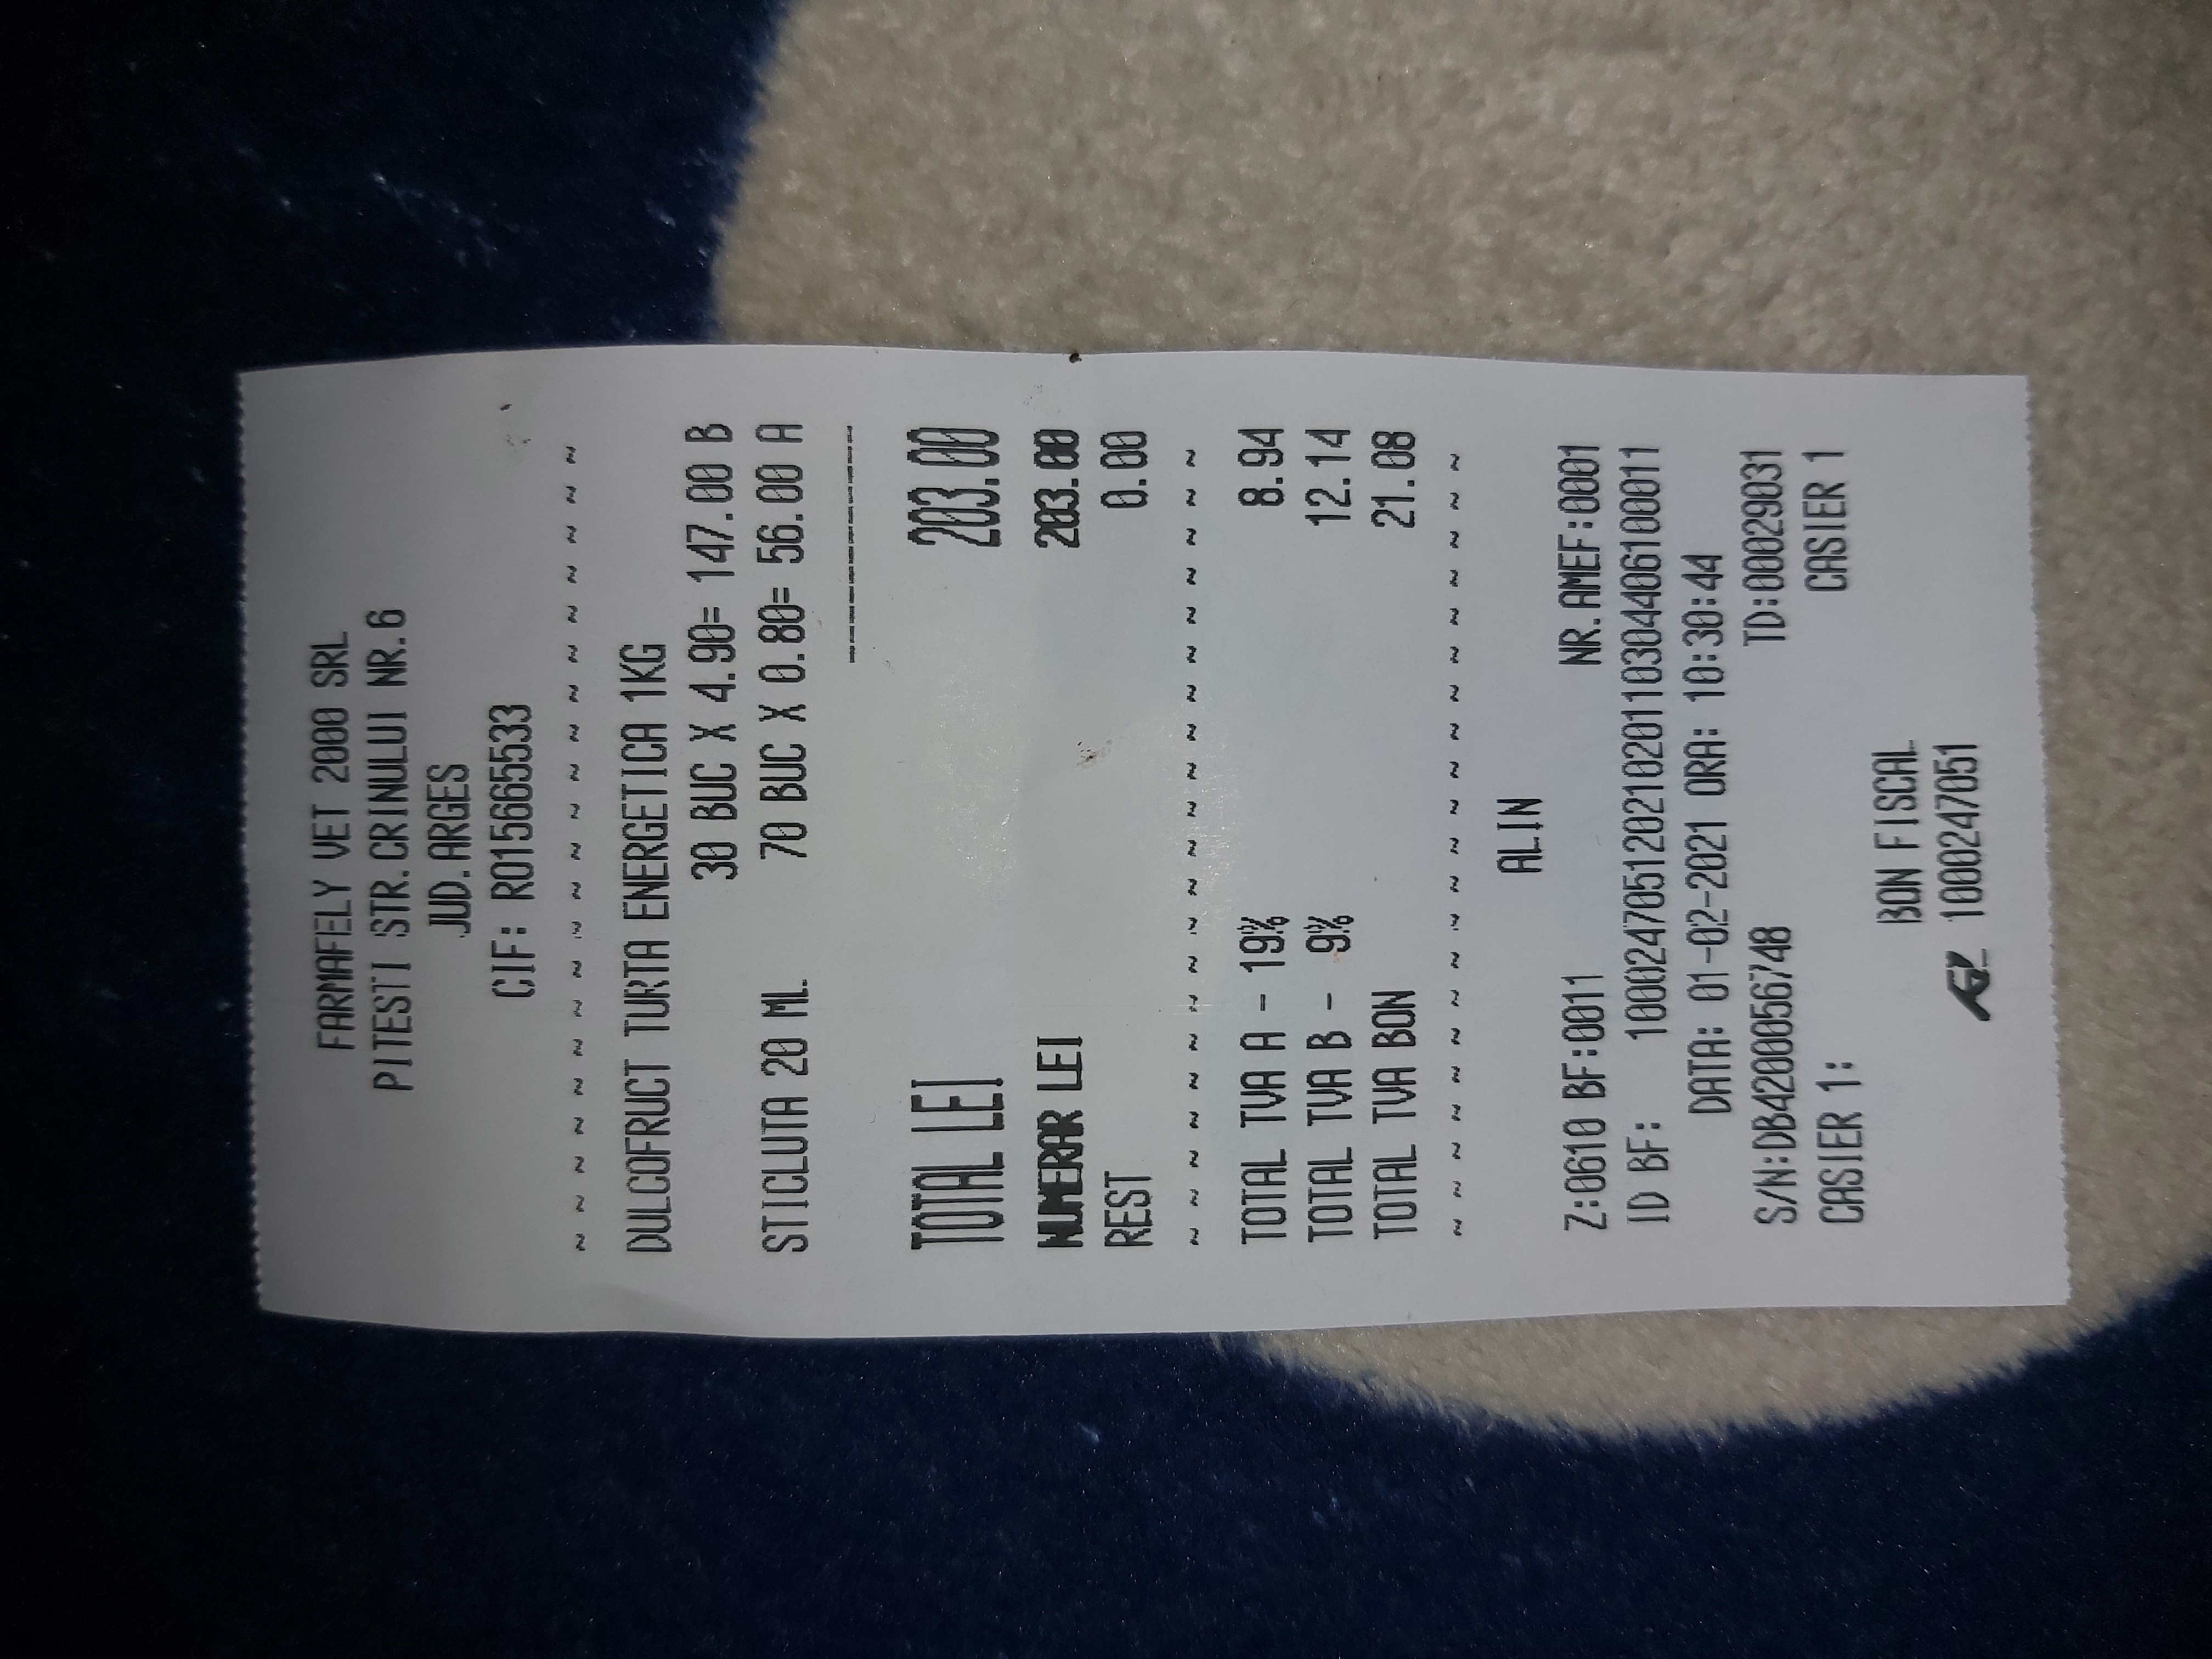 FARMAFELY VET 2000 SRL
PITESTI STR.CRINULUI NR.6
JUD.ARGES
CIF: RO15665533
~ ~ ~ ~ ~ ~ ~ ~ ~ ~ ~ ~ ~ ~ ~ ~ ~ ~ ~ ~ ~
DULCOFRUCT TURTA ENERGETICA 1KG
30 BUC X 4.90= 147.00 B
STICLUTA 20 ML 70 BUC X 0.80= 56.00 A
TOTAL LEI 203.00
NUMERAR LEI 203.00
REST 0.00
~ ~ ~ ~ ~ ~ ~ ~ ~ ~ ~ ~ ~ ~ ~ ~ ~ ~ ~ ~ ~
TOTAL TVA A - 19% 8.94
TOTAL TVA B - 9% 12.14
TOTAL TVA BON 21.08
~ ~ ~ ~ ~ ~ ~ ~ ~ ~ ~ ~ ~ ~ ~ ~ ~ ~ ~ ~ ~
ALIN
Z:0610 BF:0011 NR.AMEF:0001
ID BF: 10002470512021020110304406100011
DATA: 01-02-2021 ORA: 10:30:44
S/N:DB4200056748 TD:00029031
CASIER 1: CASIER 1
BON FISCAL
1000247051